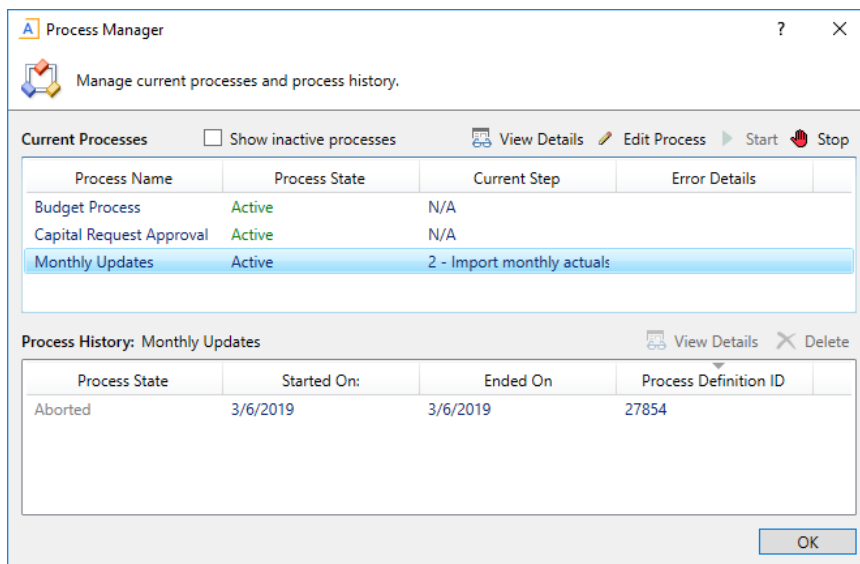 A Process Manager ?
Manage current processes and process history.
Current Processes Show inactive processes View Details Edit Process Start Stop
Process Name Process State Current Step Error Details
Budget Process Active N/A
Capital Request Approval Active N/A
Monthly Updates Active 2 - Import monthly actuals
Process History: Monthly Updates View Details Delete
Process State Started On: Ended On Process Definition ID
Aborted 3/6/2019 3/6/2019 27854
OK